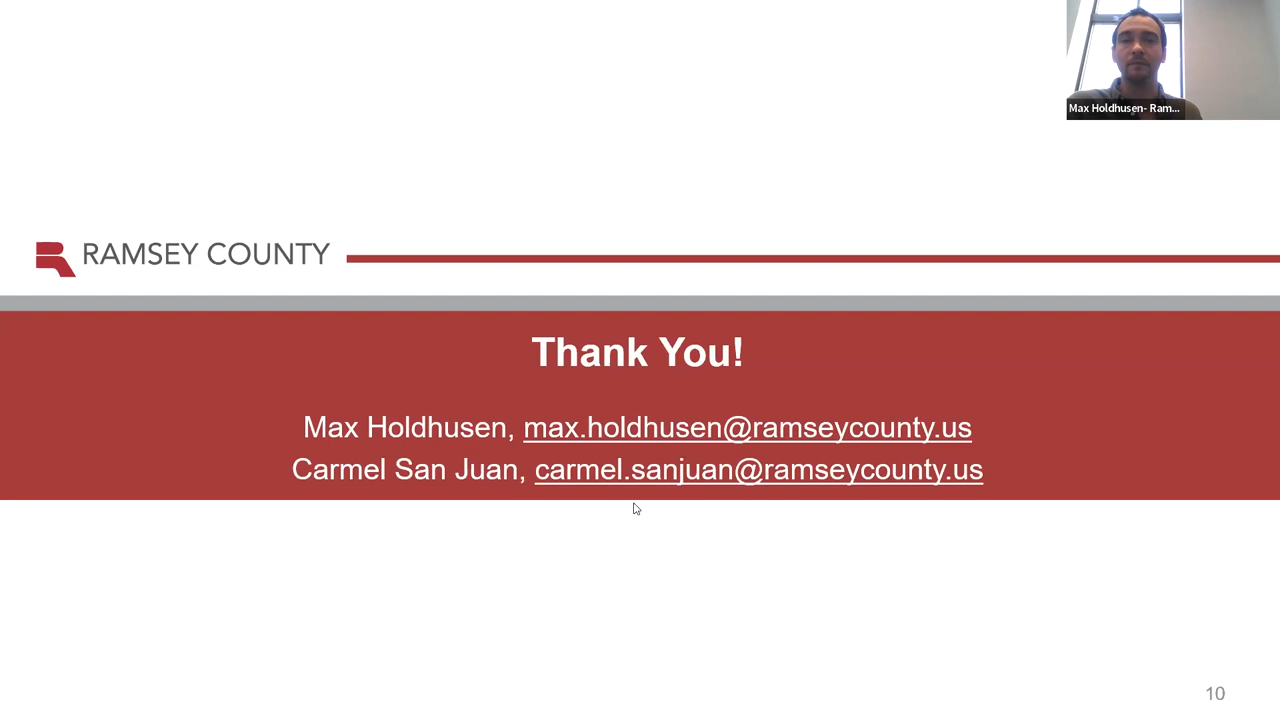 Max Holdhusen- Ram...
RAMSEY COUNTY
Thank You!
Max Holdhusen, max.holdhusen@ramseycounty.us
Carmel San Juan, carmel.sanjuan@ramseycounty.us
10